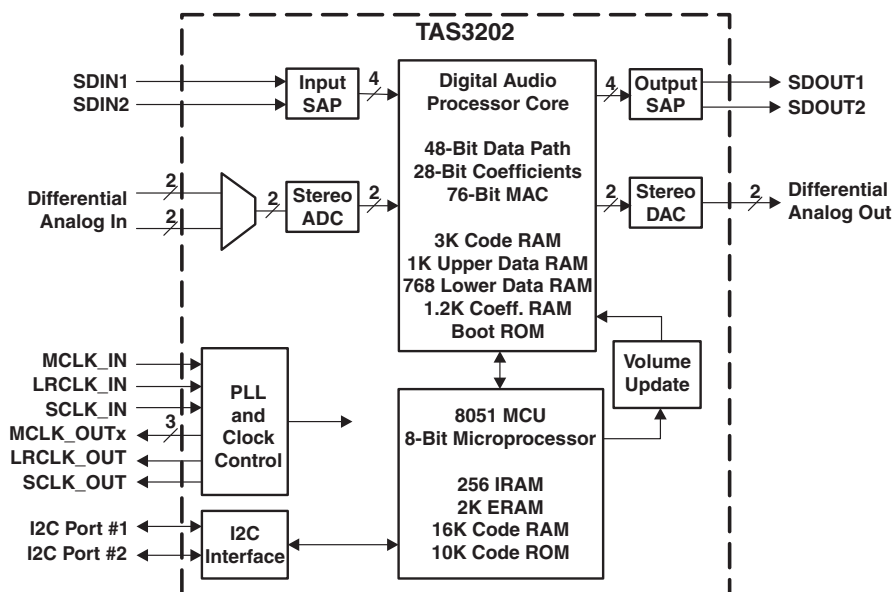 TAS3202
SDIN1
SDIN2
Input
SAP
4
Digital Audio
Processor Core
48-Bit Data Path
28-Bit Coefficients
76-Bit MAC
3K Code RAM
1K Upper Data RAM
768 Lower Data RAM
1.2K Coeff. RAM
Boot ROM
4
Output
SAP
SDOUT1
SDOUT2
Differential
Analog In
2
2
2
Stereo
ADC
2
2
Stereo
DAC
2
Differential
Analog Out
Volume
Update
MCLK_IN
LRCLK_IN
SCLK_IN
MCLK_OUTx
3
LRCLK_OUT
SCLK_OUT
PLL
and
Clock
Control
8051 MCU
8-Bit Microprocessor
256 IRAM
2K ERAM
16K Code RAM
10K Code ROM
I2C Port #1
I2C Port #2
I2C
Interface